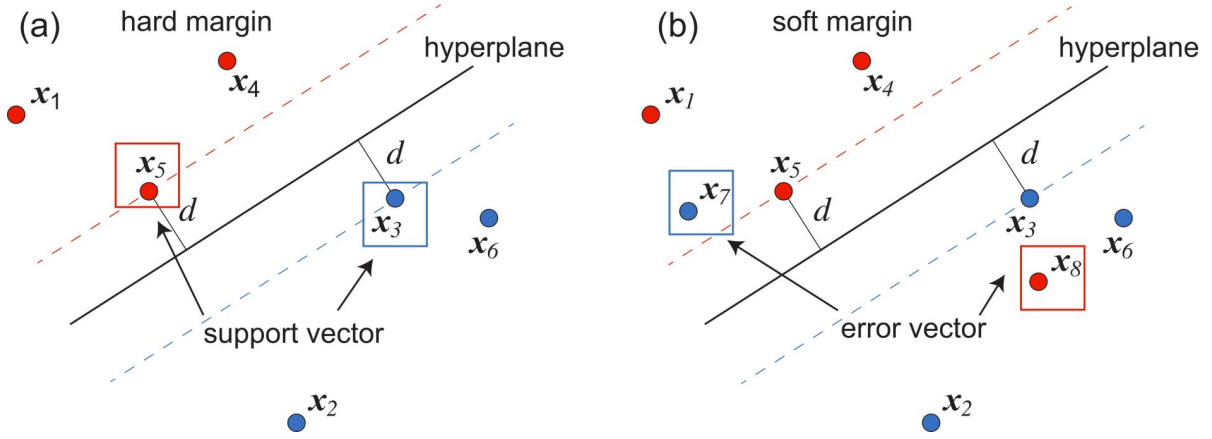 (a)
hard margin
hyperplane
x4
x1
x5
d
d
x3
x6
support vector
x2
(b)
soft margin
hyperplane
x4
x1
x5
x7
d
d
x3
x6
x8
error vector
x2